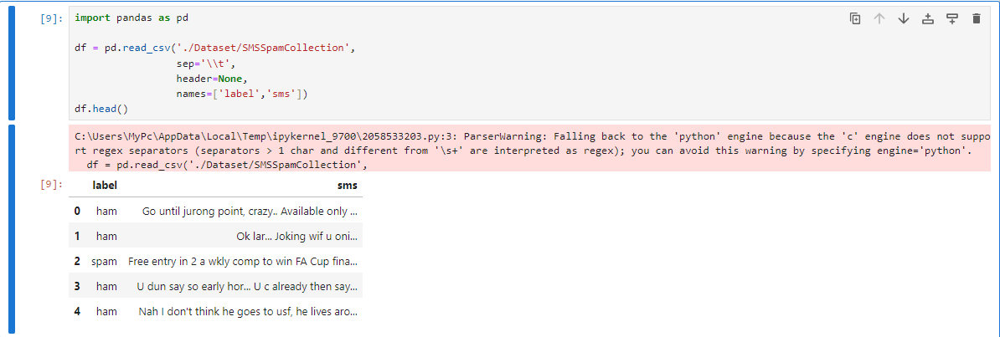 [9]: import pandas as pd
df = pd.read_csv('./Dataset/SMSSpamCollection',
sep='\\t',
header=None,
names=['label','sms'])
df.head()
C:\Users\MyPc\AppData\Local\Temp\ipykernel_9700\2058533203.py:3: ParserWarning: Falling back to the 'python' engine because the 'c' engine does not suppo
rt regex separators (separators > 1 char and different from '\s+' are interpreted as regex); you can avoid this warning by specifying engine='python'.
df = pd.read_csv('./Dataset/SMSSpamCollection',
[9]: label sms
0 ham Go until jurong point, crazy.. Available only ...
1 ham Ok lar... Joking wif u oni...
2 spam Free entry in 2 a wkly comp to win FA Cup fina...
3 ham U dun say so early hor... U c already then say...
4 ham Nah I don't think he goes to usf, he lives aro...